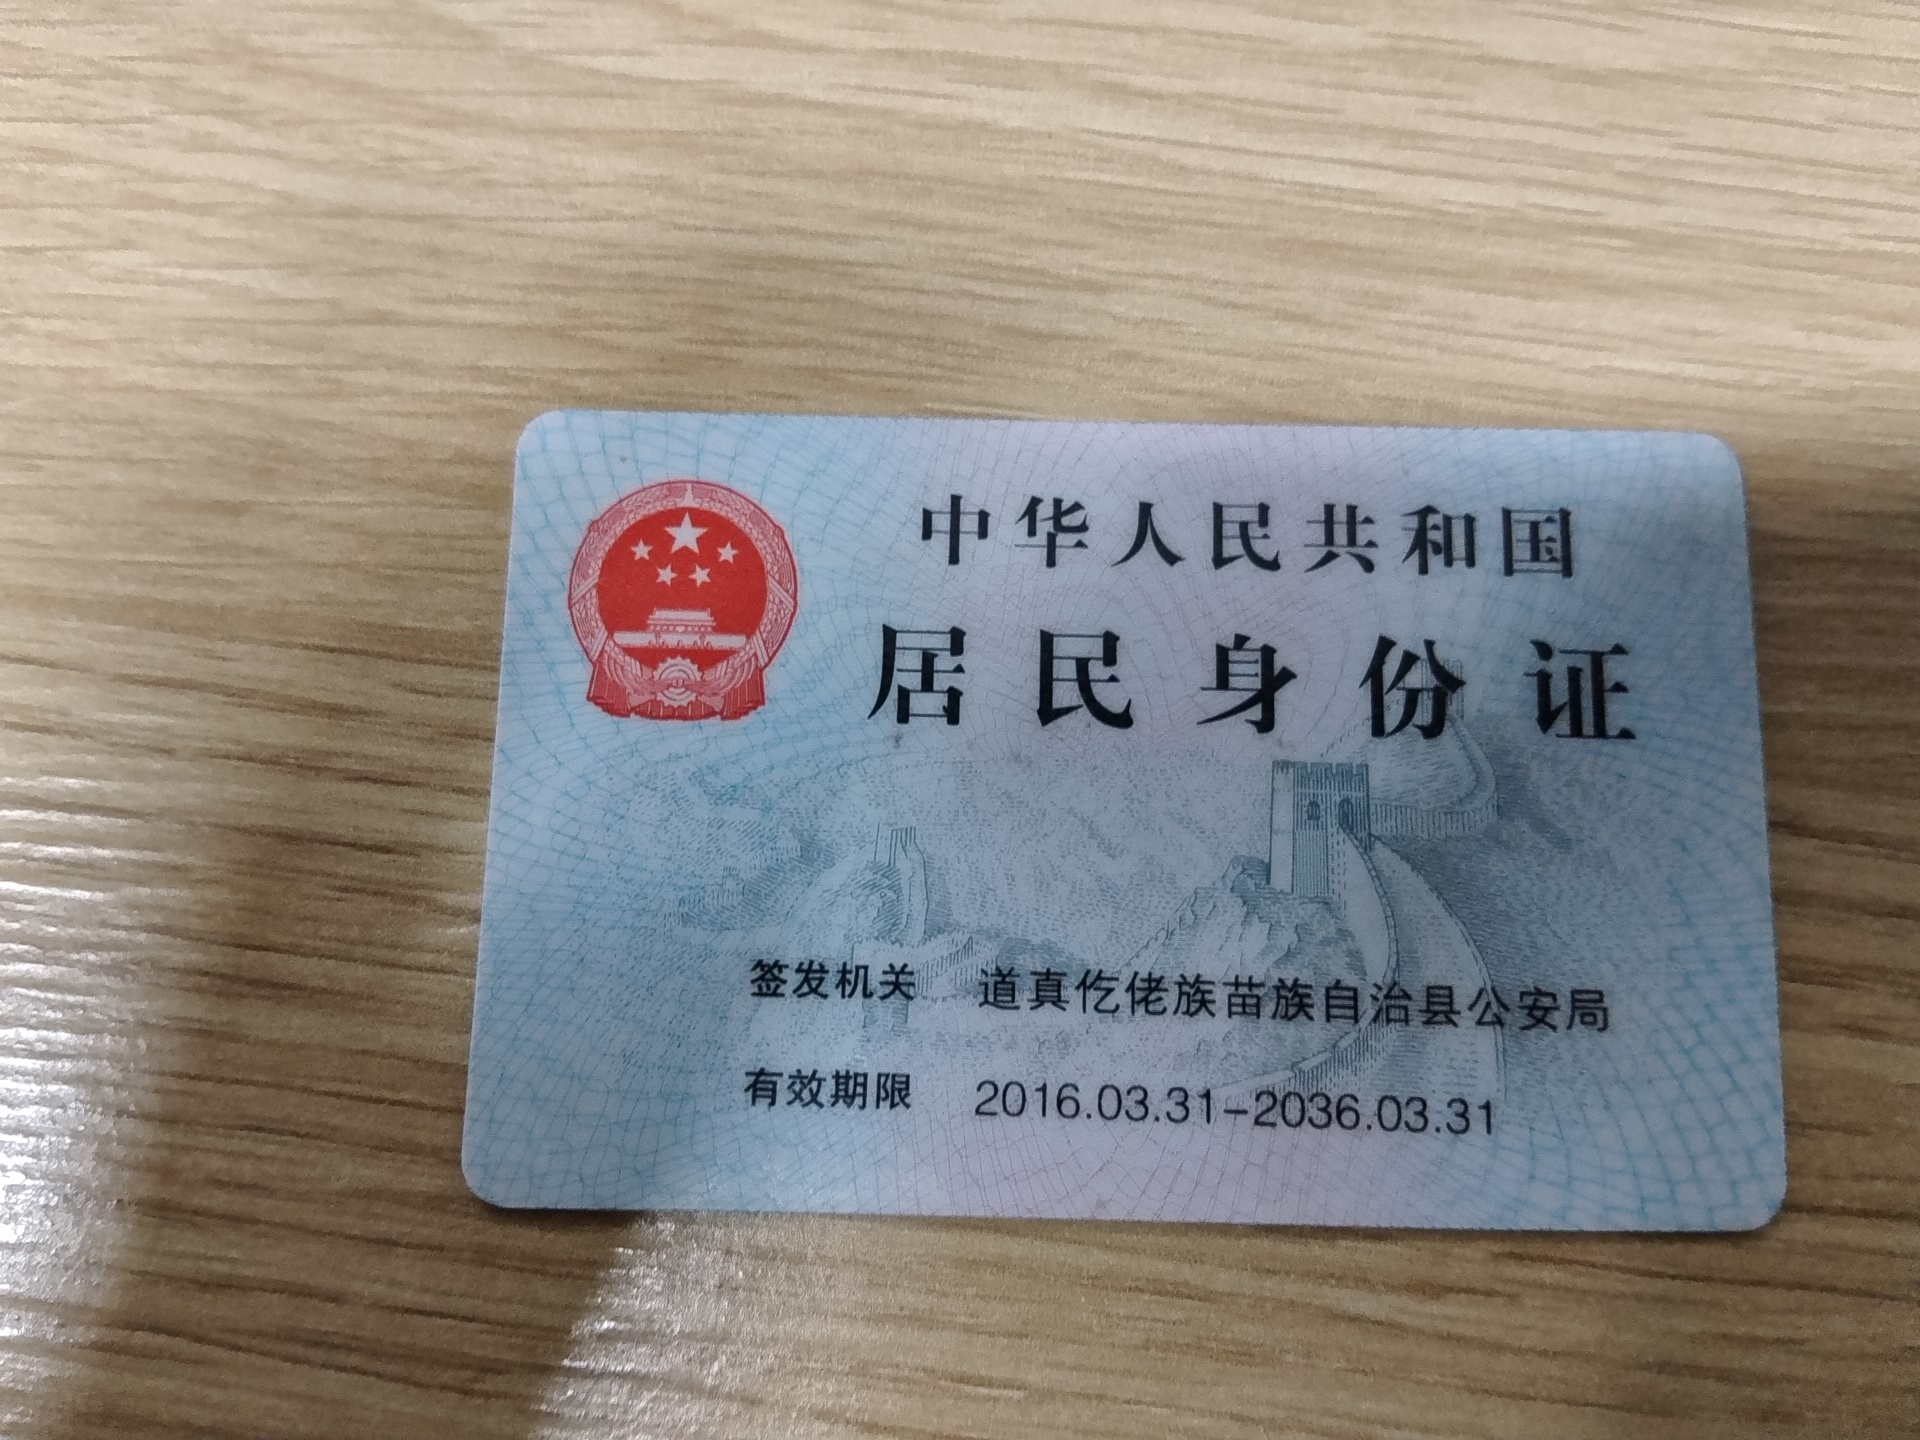 中华人民共和国
居民身份证
签发机关 道真仡佬族苗族自治县公安局
有效期限 2016.03.31-2036.03.31